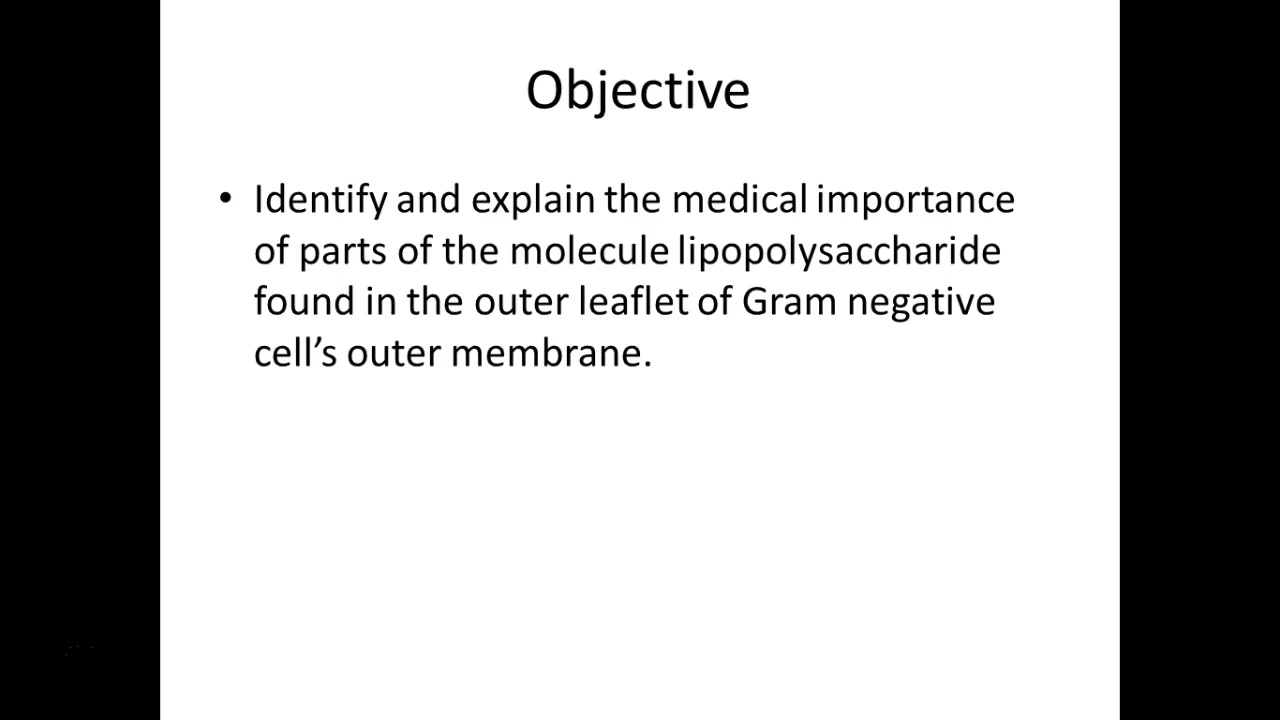 Objective
• Identify and explain the medical importance
of parts of the molecule lipopolysaccharide
found in the outer leaflet of Gram negative
cell’s outer membrane.